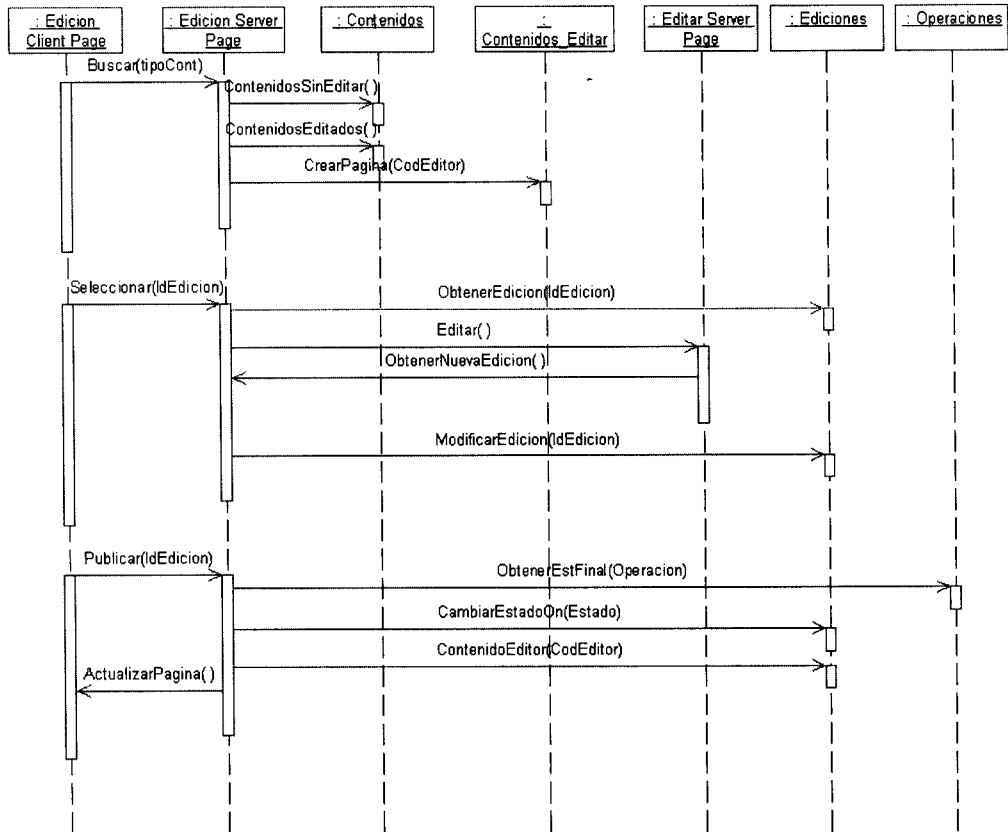 : Edicion
Client Page
: Edicion Server
Page
: Contenidos
:
Contenidos_Editar
: Editar Server
Page
: Ediciones
: Operaciones
Buscar(tipoCont)
ContenidosSinEditar( )
ContenidosEditados( )
CrearPagina(CodEditor)
Seleccionar(IdEdicion)
ObtenerEdicion(IdEdicion)
Editar( )
ObtenerNuevaEdicion( )
ModificarEdicion(IdEdicion)
Publicar(IdEdicion)
ObtenerEstFinal(Operacion)
CambiarEstadoOn(Estado)
ContenidoEditor(CodEditor)
ActualizarPagina( )